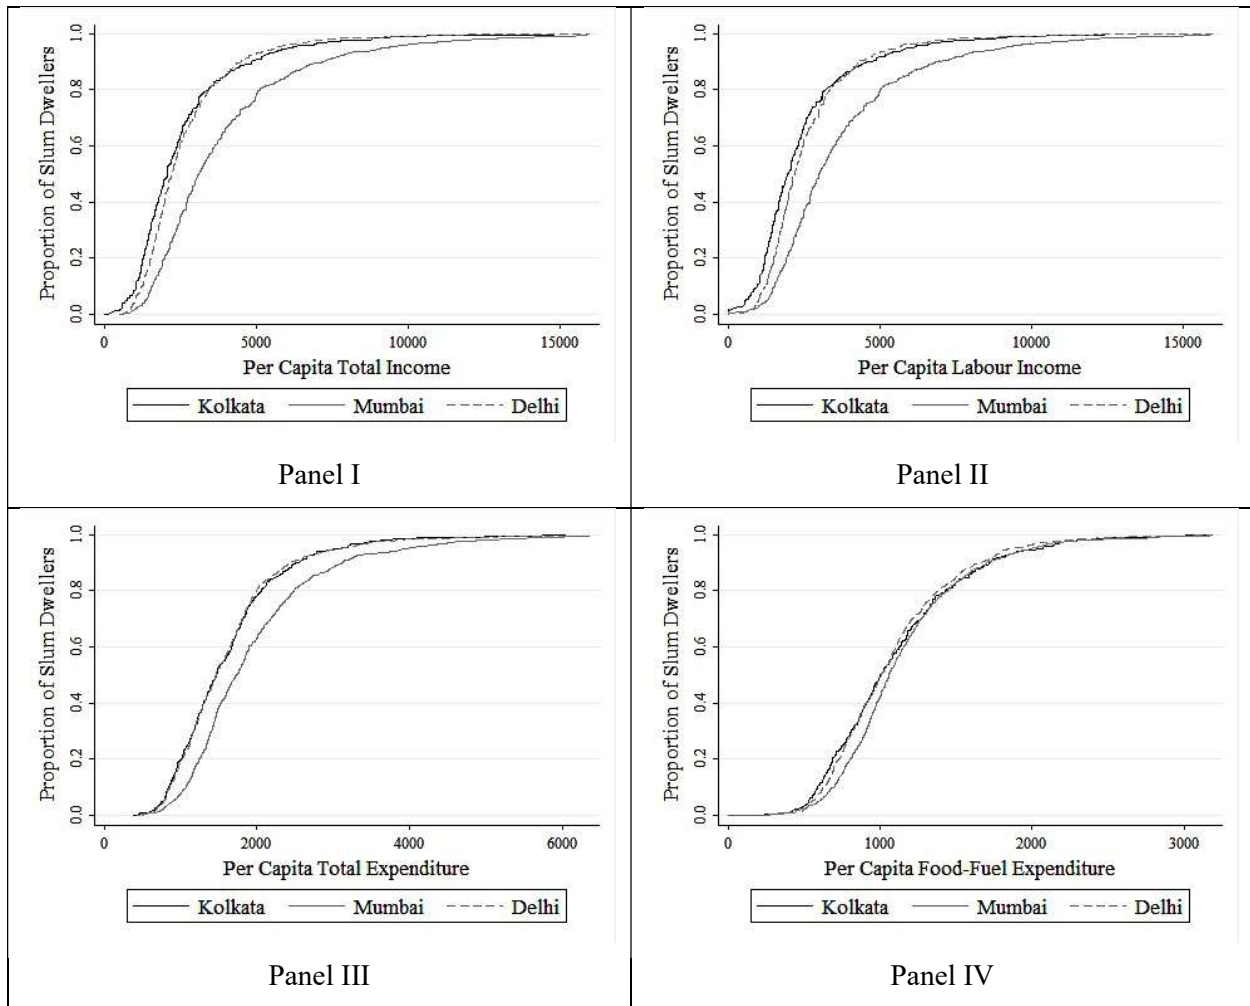 Proportion of Slum Dwellers
1.0
0.8
0.6
0.4
0.2
0.0
0 5000 10000 15000
Per Capita Total Income
Kolkata Mumbai Delhi
Panel I
Proportion of Slum Dwellers
1.0
0.8
0.6
0.4
0.2
0.0
0 5000 10000 15000
Per Capita Labour Income
Kolkata Mumbai Delhi
Panel II
Proportion of Slum Dwellers
1.0
0.8
0.6
0.4
0.2
0.0
0 2000 4000 6000
Per Capita Total Expenditure
Kolkata Mumbai Delhi
Panel III
Proportion of Slum Dwellers
1.0
0.8
0.6
0.4
0.2
0.0
0 1000 2000 3000
Per Capita Food-Fuel Expenditure
Kolkata Mumbai Delhi
Panel IV